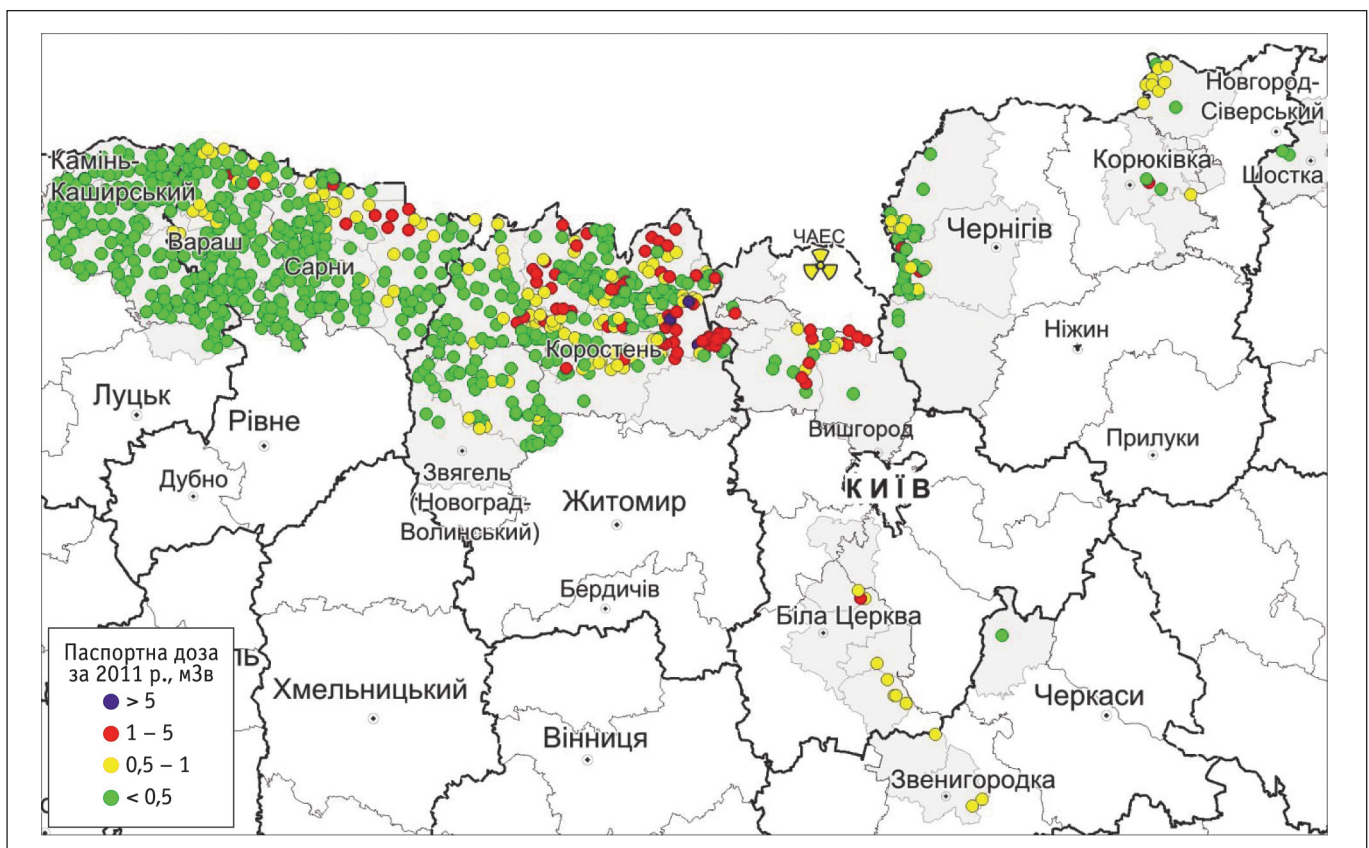 Новгород-
Сіверський
Камінь-
Каширський
Корюківка
Шостка
Вараш
Чернігів
ЧАЕС
Сарни
Ніжин
Коростень
Луцьк
Рівне
Вишгород
Прилуки
Дубно
Звягель
(Новоград-
Волинський)
КИЇВ
Житомир
Бердичів
Біла Церква
Паспортна доза
за 2011 р., мЗв
> 5
1 – 5
0,5 – 1
< 0,5
ЛЬ
Хмельницький
Черкаси
Вінниця
Звенигородка